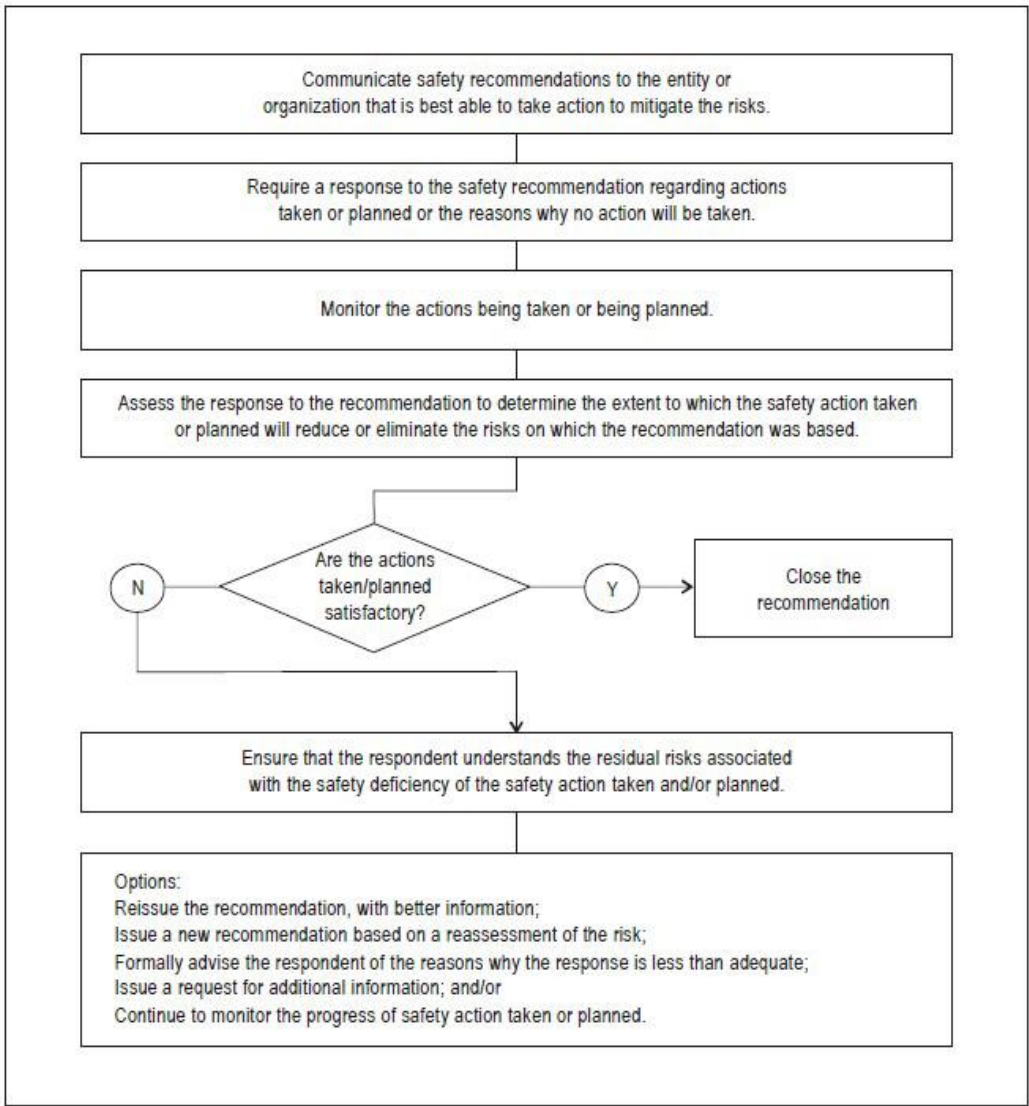 Communicate safety recommendations to the entity or
organization that is best able to take action to mitigate the risks.
Require a response to the safety recommendation regarding actions
taken or planned or the reasons why no action will be taken.
Monitor the actions being taken or being planned.
Assess the response to the recommendation to determine the extent to which the safety action taken
or planned will reduce or eliminate the risks on which the recommendation was based.
Are the actions
taken/planned
satisfactory?
N
Y
Close the
recommendation
Ensure that the respondent understands the residual risks associated
with the safety deficiency of the safety action taken and/or planned.
Options:
Reissue the recommendation, with better information;
Issue a new recommendation based on a reassessment of the risk;
Formally advise the respondent of the reasons why the response is less than adequate;
Issue a request for additional information; and/or
Continue to monitor the progress of safety action taken or planned.